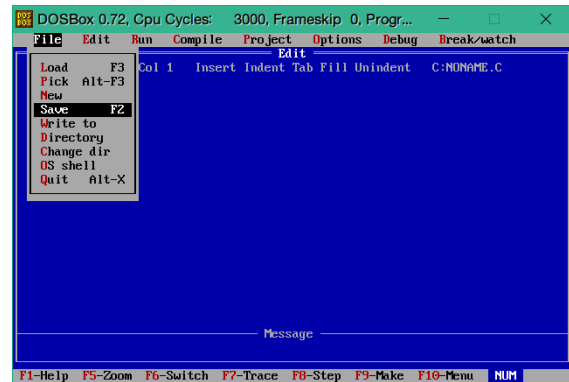 DOSBox 0.72, Cpu Cycles: 3000, Frameskip 0, Progr...
File Edit Run Compile Project Options Debug Break/watch
Edit
Col 1 Insert Indent Tab Fill Unindent C:NONAME.C
Load F3
Pick Alt-F3
New
Save F2
Write to
Directory
Change dir
OS shell
Quit Alt-X
Message
F1-Help F5-Zoom F6-Switch F7-Trace F8-Step F9-Make F10-Menu NUM